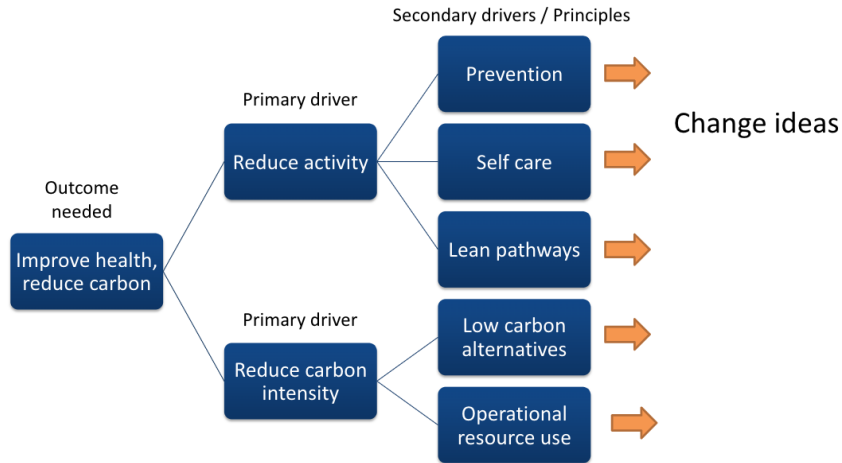 Secondary drivers / Principles
Prevention
Primary driver
Change ideas
Reduce activity
Self care
Outcome
needed
Lean pathways
Improve health,
reduce carbon
Primary driver
Low carbon
alternatives
Reduce carbon
intensity
Operational
resource use